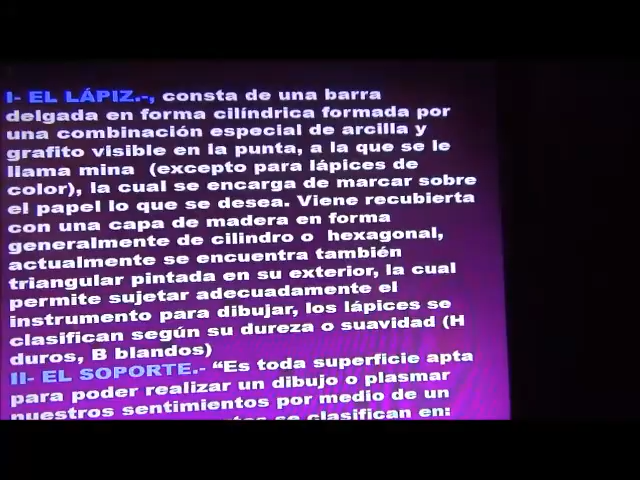 I- EL LÁPIZ.-, consta de una barra
delgada en forma cilíndrica formada por
una combinación especial de arcilla y
grafito visible en la punta, a la que se le
llama mina (excepto para lápices de
color), la cual se encarga de marcar sobre
el papel lo que se desea. Viene recubierta
con una capa de madera en forma
generalmente de cilindro o hexagonal,
actualmente se encuentra también
triangular pintada en su exterior, la cual
permite sujetar adecuadamente el
instrumento para dibujar, los lápices se
clasifican según su dureza o suavidad (H
duros, B blandos)
II- EL SOPORTE.- “Es toda superficie apta
para poder realizar un dibujo o plasmar
nuestros sentimientos por medio de un
se clasifican en: